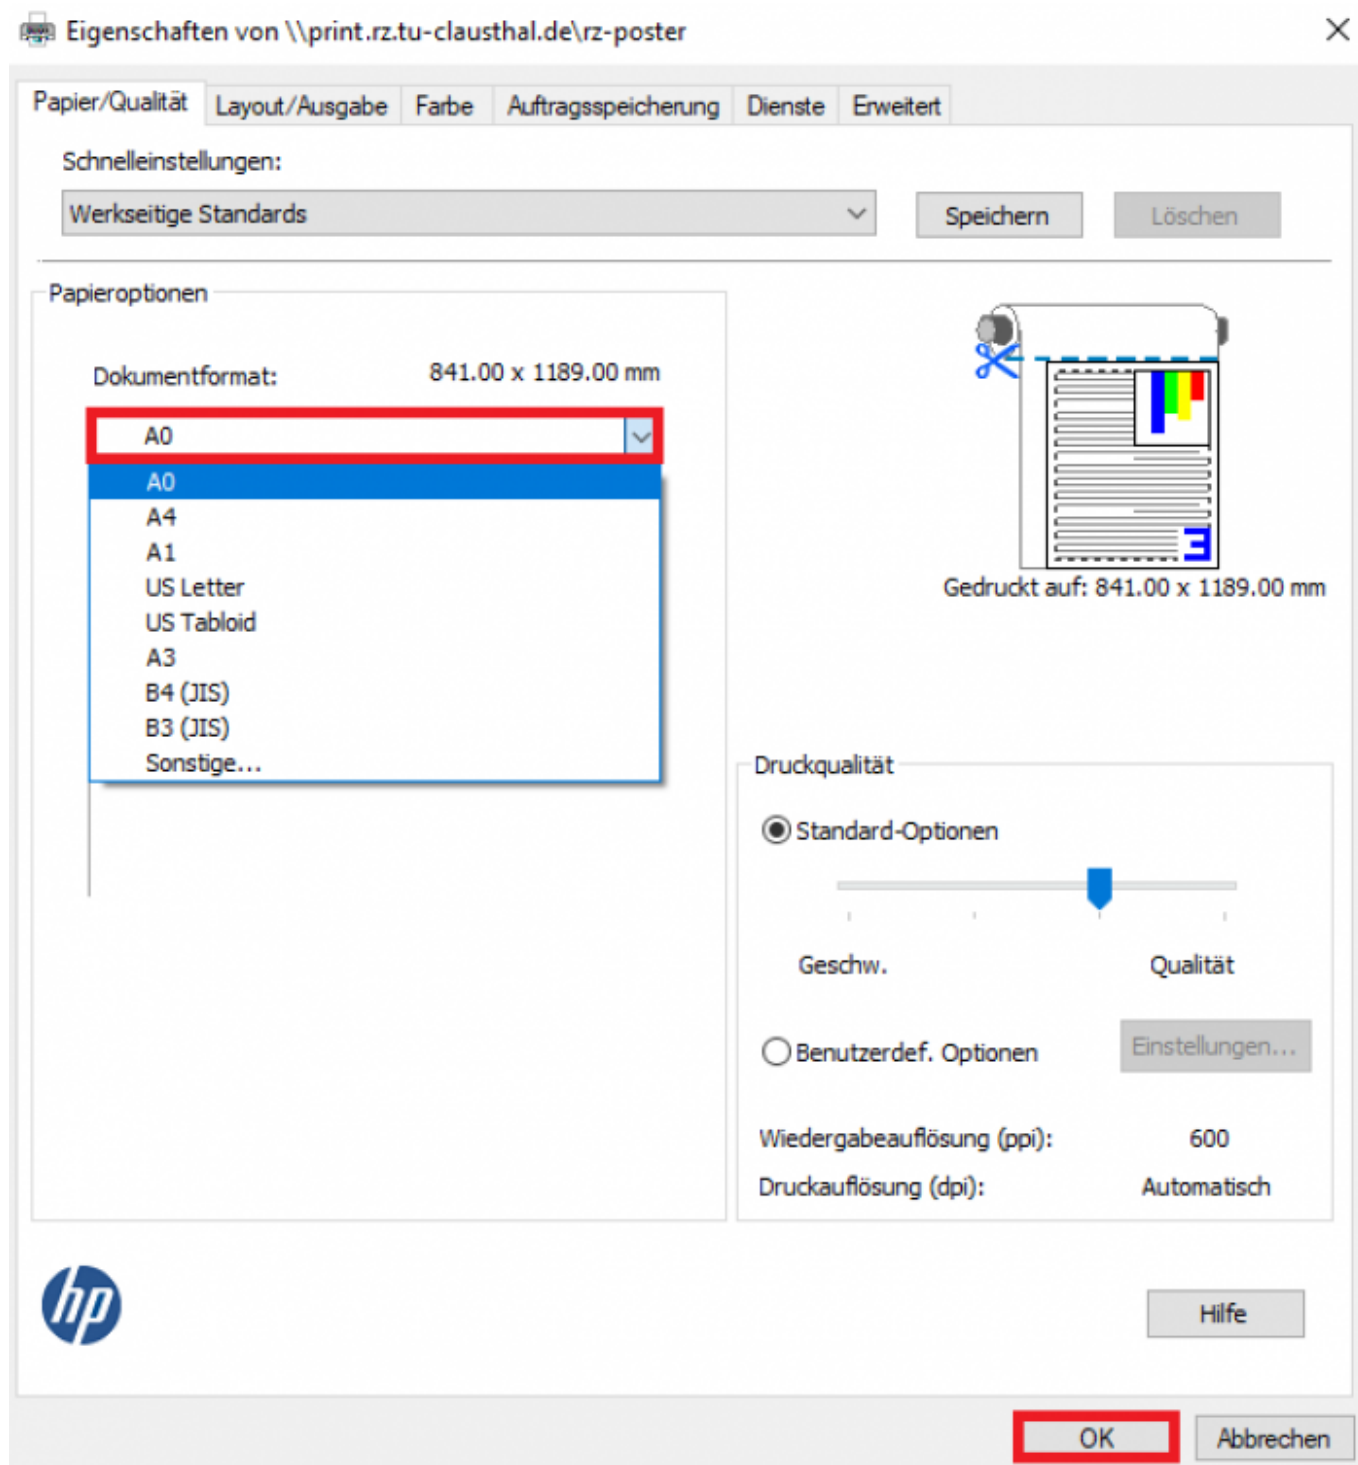 Eigenschaften von \\print.rz.tu-clausthal.de\rz-poster
Papier/Qualität Layout/Ausgabe Farbe Auftragsspeicherung Dienste Erweitert
Schnelleinstellungen:
Werkseitige Standards Speichern Löschen
Papieroptionen
Dokumentformat: 841.00 x 1189.00 mm
A0
A0
A4
A1
US Letter
US Tabloid
A3
B4 (JIS)
B3 (JIS)
Sonstige...
3
Gedruckt auf: 841.00 x 1189.00 mm
Druckqualität
Standard-Optionen
Geschw. Qualität
Benutzerdef. Optionen Einstellungen...
Wiedergabeauflösung (ppi): 600
Druckauflösung (dpi): Automatisch
hp
Hilfe
OK Abbrechen